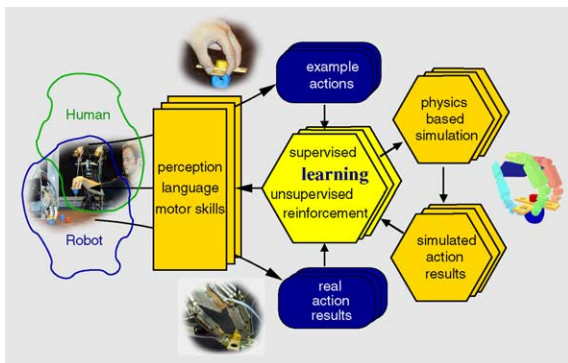 Human
Robot
perception
language
motor skills
example
actions
supervised
learning
unsupervised
reinforcement
real
action
results
physics
based
simulation
simulated
action
results